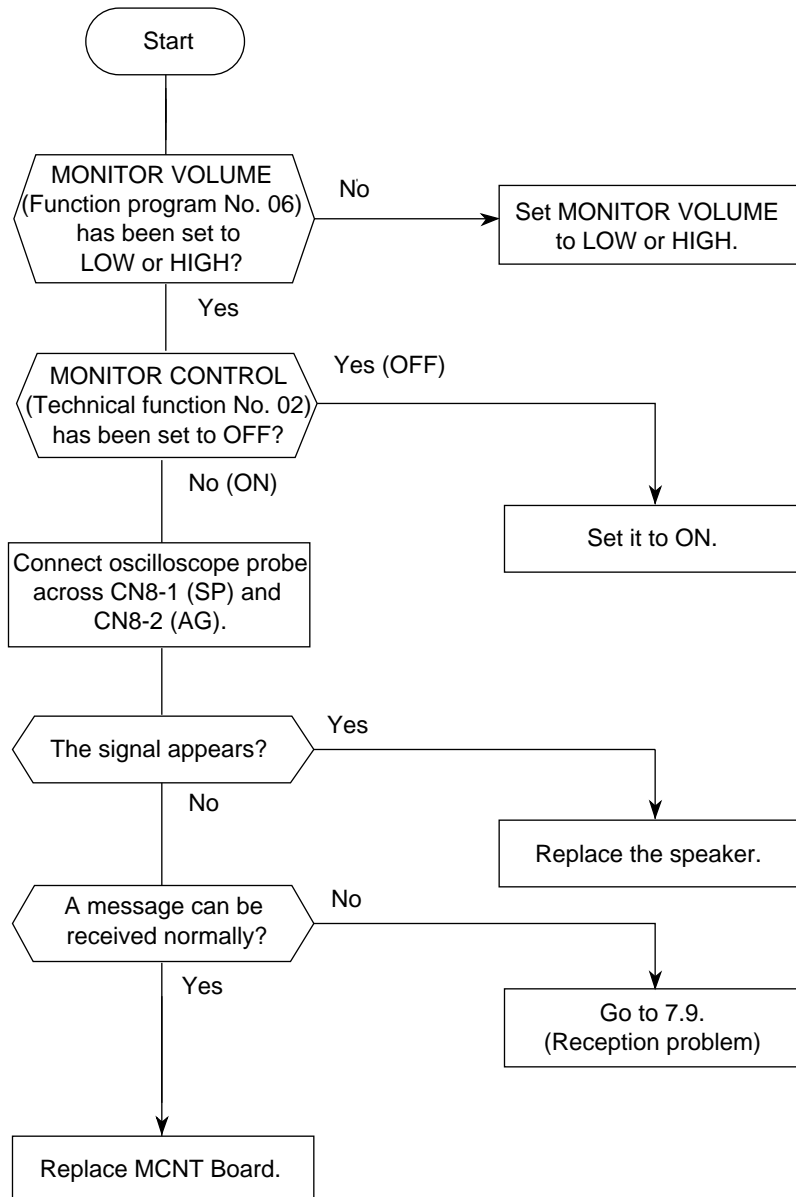 Start
MONITOR VOLUME
(Function program No. 06)
has been set to
LOW or HIGH?
No
Set MONITOR VOLUME
to LOW or HIGH.
Yes
MONITOR CONTROL
(Technical function No. 02)
has been set to OFF?
Yes (OFF)
No (ON)
Set it to ON.
Connect oscilloscope probe
across CN8-1 (SP) and
CN8-2 (AG).
The signal appears?
Yes
No
Replace the speaker.
A message can be
received normally?
No
Yes
Go to 7.9.
(Reception problem)
Replace MCNT Board.